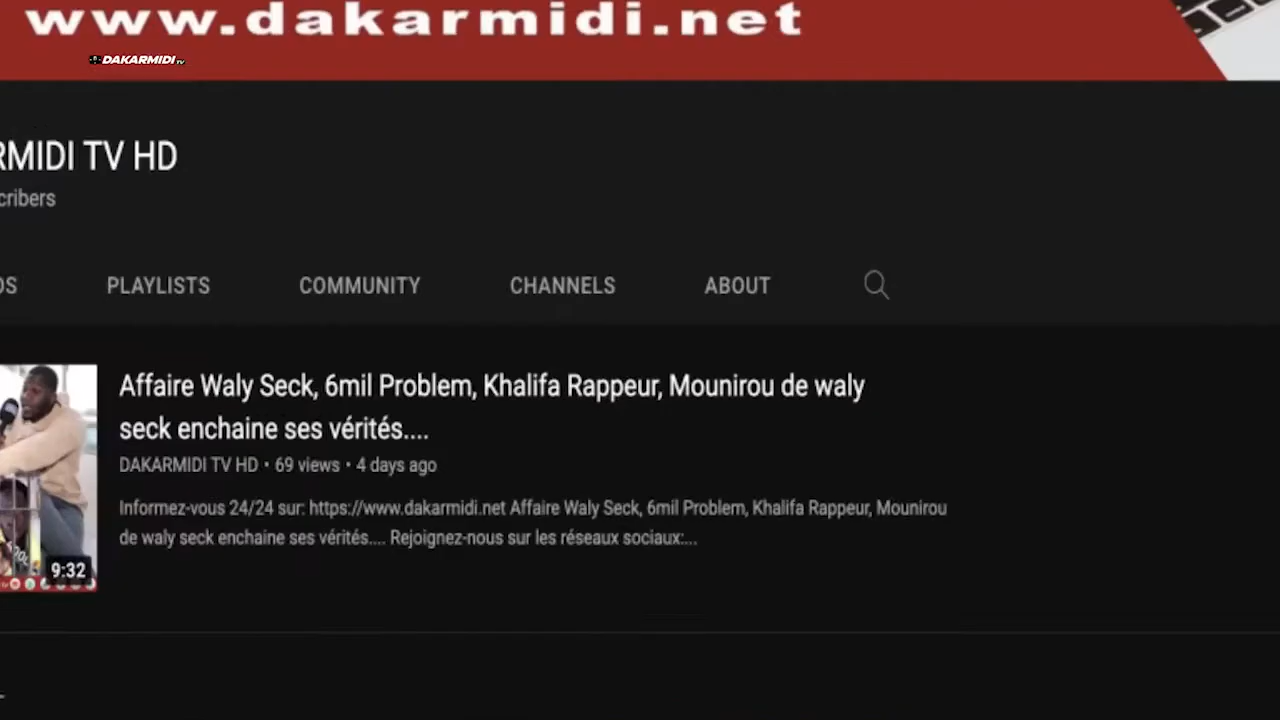 www.dakarmidi.net
DAKARMIDI TV
RMIDI TV HD
cribers
OS
PLAYLISTS
COMMUNITY
CHANNELS
ABOUT
Affaire Waly Seck, 6mil Problem, Khalifa Rappeur, Mounirou de waly
seck enchaine ses vérités....
DAKARMIDI TV HD • 69 views • 4 days ago
Informez-vous 24/24 sur: https://www.dakarmidi.net Affaire Waly Seck, 6mil Problem, Khalifa Rappeur, Mounirou
de waly seck enchaine ses vérités.... Rejoignez-nous sur les réseaux sociaux:...
9:32